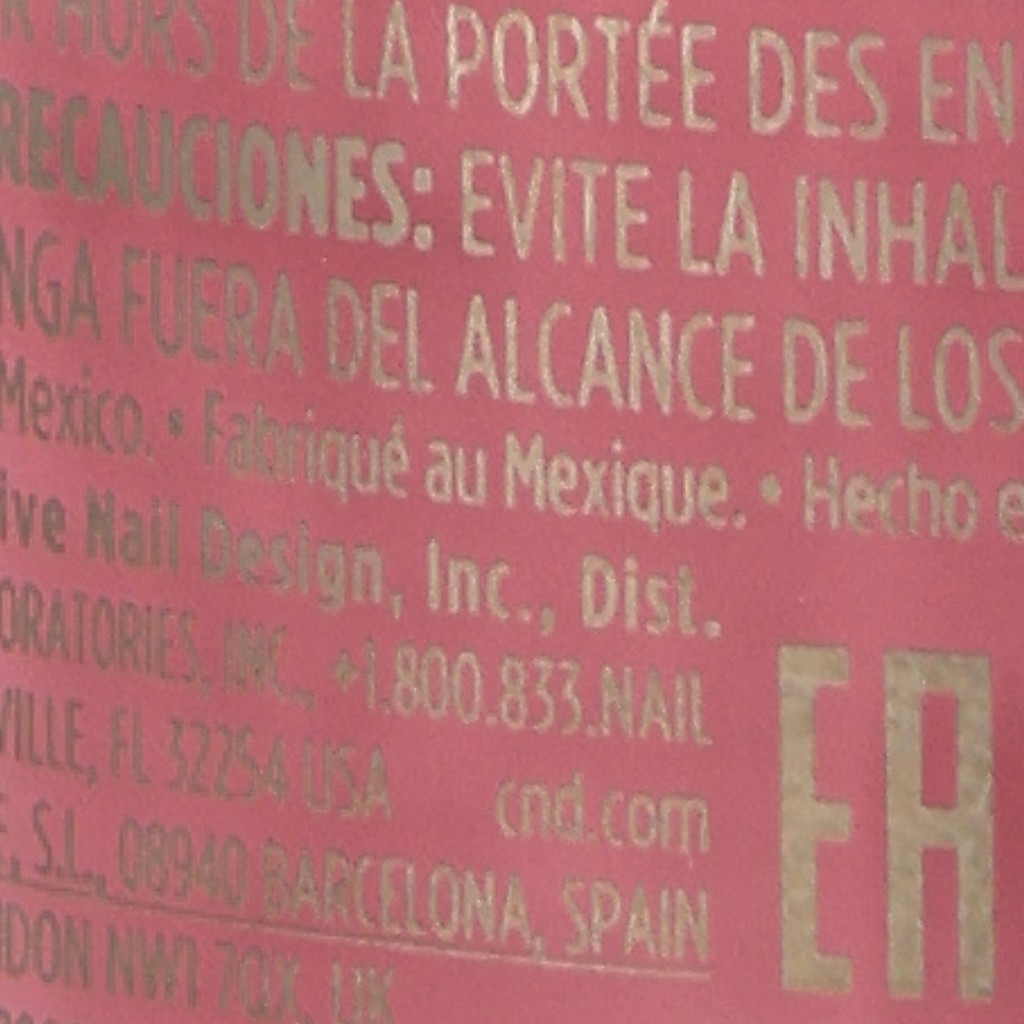 HORS DE LA PORTÉE DES EN
RECAUCIONES: EVITE LA INHAL
NGA FUERA DEL ALCANCE DE LOS
Mexico. • Fabriqué au Mexique. • Hecho e
ive Nail Design, Inc., Dist.
ORATORIES, INC., +1.800.833.NAIL
VILLE, FL 32254 USA cnd.com
E, S.L., 08940 BARCELONA, SPAIN
NDON NW1 7QX, UK
EA